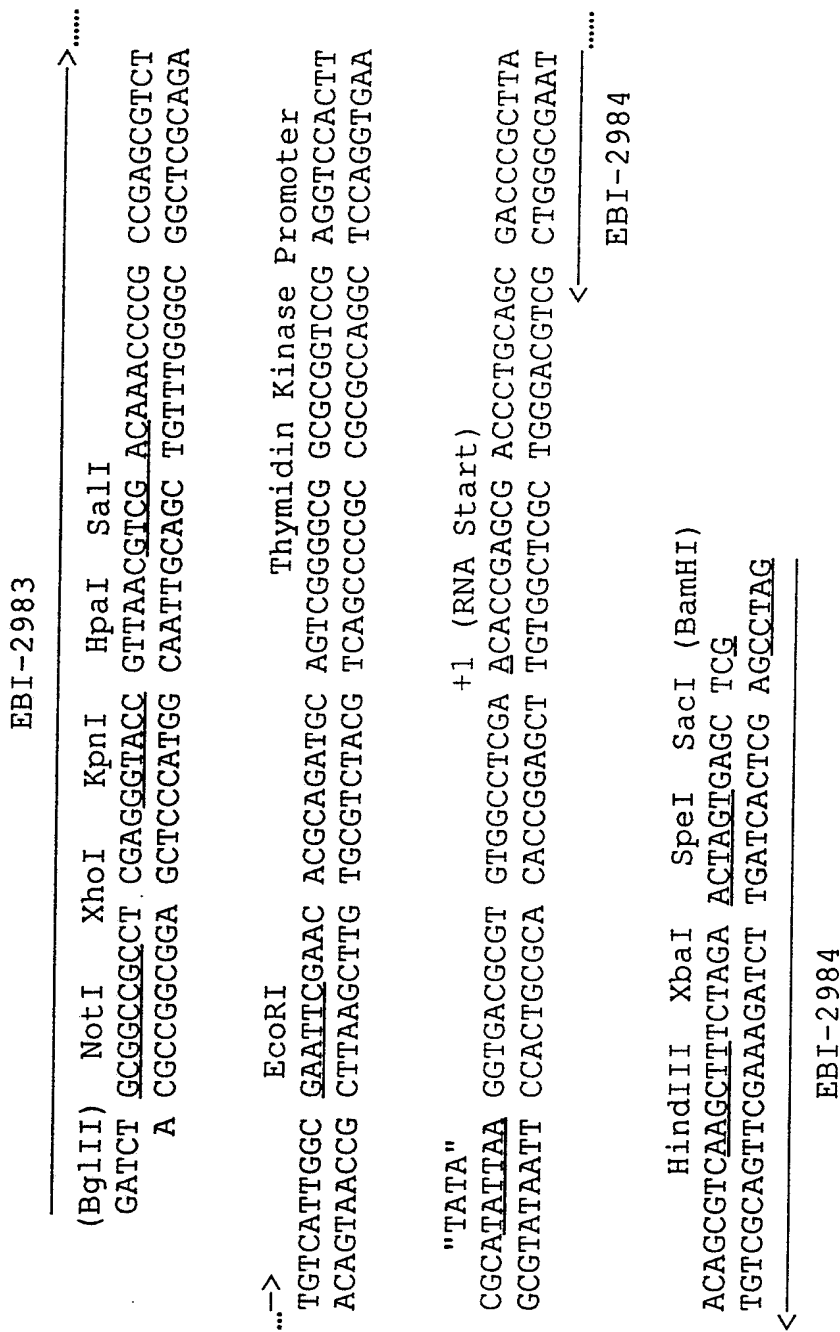 EBI-2983
(BglII) NotI XhoI KpnI HpaI SalI
GATCT GCGGCCGCCT CGAGGGTACC GTTAACGTCG ACAAACCCCG CCGAGCGTCT
A CGCCGGCGGA GCTCCCATGG CAATTGCAGC TGTTTGGGGC GGCTCGCAGA
EcoRI Thymidin Kinase Promoter
TGTCATTGGC GAATTCGAAC ACGCAGATGC AGTCGGGGCG GCGCGGTCCG AGGTCCACTT
ACAGTAACCG CTTAAGCTTG TGCGTCTACG TCAGCCCCGC CGCGCCAGGC TCCAGGTGAA
"TATA" +1 (RNA Start)
CGCATATTAA GGTGACGCGT GTGGCCTCGA ACACCGAGCG ACCCTGCAGC GACCCGCTTA
GCGTATAATT CCACTGCGCA CACCGGAGCT TGTGGCTCGC TGGGACGTCG CTGGGCGAAT
EBI-2984
HindIII XbaI SpeI SacI (BamHI)
ACAGCGTCAAGCTTTCTAGA ACTAGTGAGC TCG
TGTCGCAGTTCGAAAGATCT TGATCACTCG AGCCTAG
EBI-2984